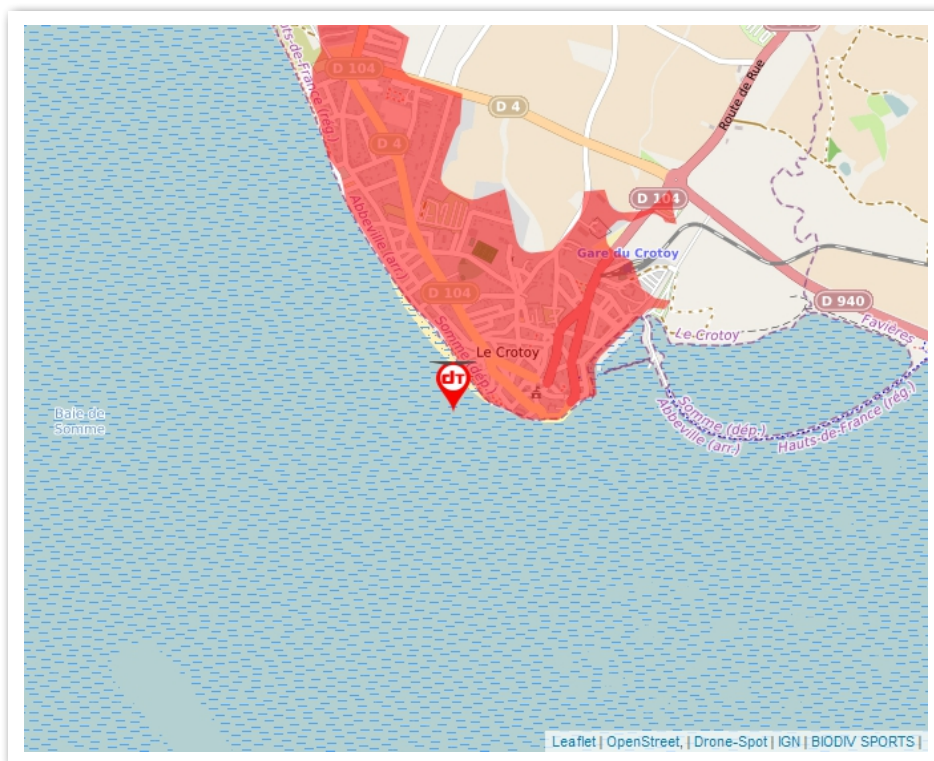 D 104
D 4
Route de Rue
Hauts-de-France (rég.)
D 4
D 104
Abbeville (arr.)
Gare du Crotoy
D 104
D 940
Somme (dép.)
Le Crotoy
Favières
Le Crotoy
dT
Baie de
Somme
Somme (dép.)
Abbeville (arr.)
Hauts-de-France (rég.)
Leaflet | OpenStreet, | Drone-Spot | IGN | BIODIV SPORTS |